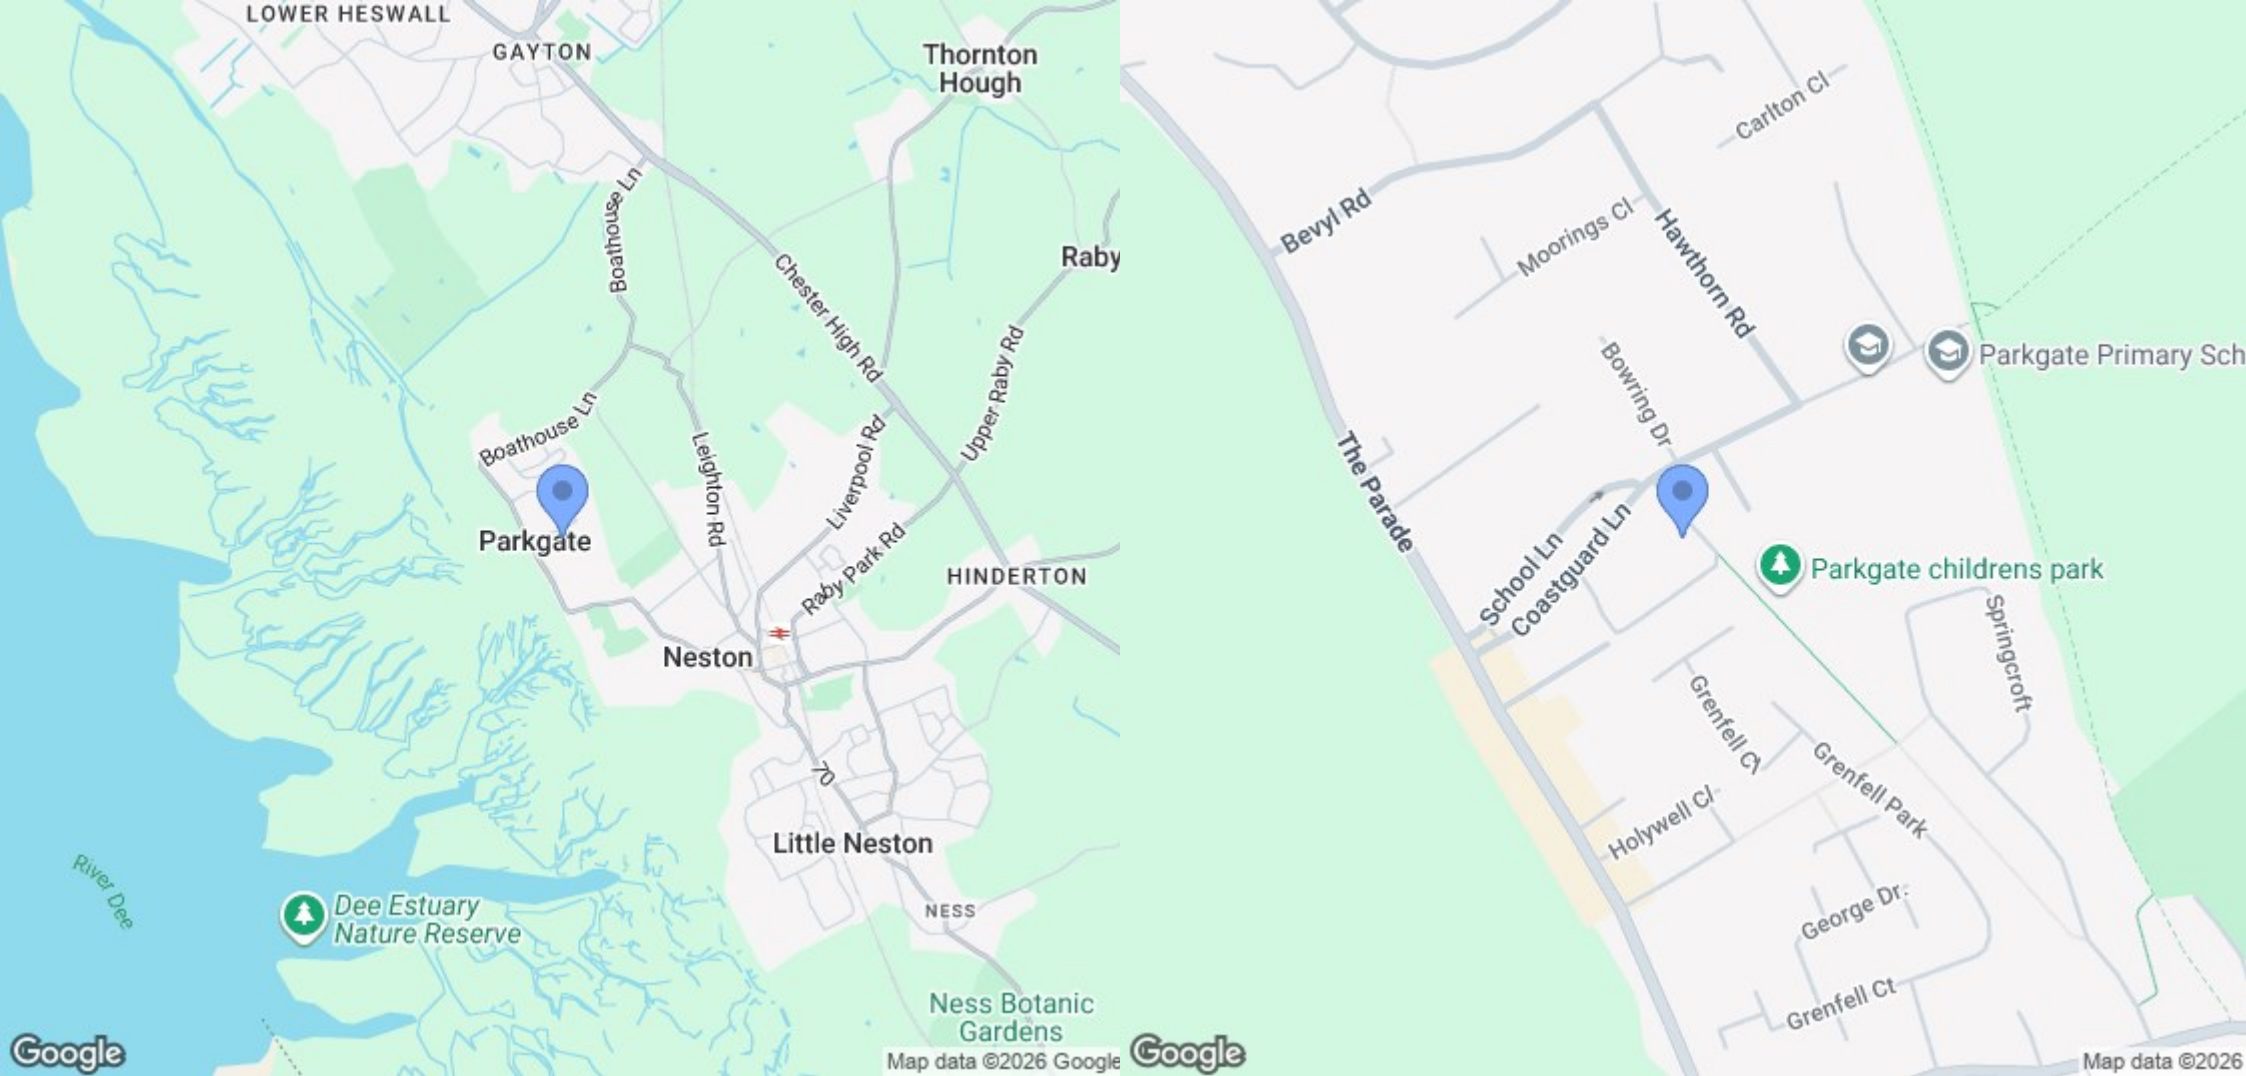 LOWER HESWALL
GAYTON
Thornton
Hough
Boathouse Ln
Raby
Chester High Rd
Upper Raby Rd
Boathouse Ln
Leighton Rd
Liverpool Rd
Raby Park Rd
Parkgate
HINDERTON
Neston
70
Little Neston
River Dee
Dee Estuary
Nature Reserve
NESS
Ness Botanic
Gardens
Google
Map data ©2026 Google
Carlton Cl
Bevyl Rd
Moorings Cl
Hawthorn Rd
Bowring Dr
Parkgate Primary Sch
The Parade
School Ln
Coastguard Ln
Parkgate childrens park
Springcroft
Grenfell Ct
Grenfell Park
Holywell Cl
George Dr.
Grenfell Ct
Google
Map data ©2026